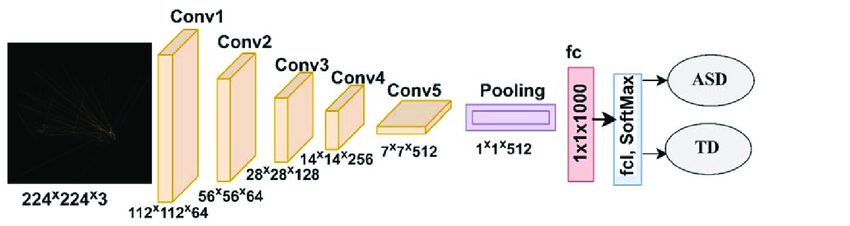 Conv1
Conv2
Conv3
Conv4
Conv5
Pooling
fc
224x224x3
112x112x64
56x56x64
28x28x128
14x14x256
7x7x512
1x1x512
1x1x1000
fcl, SoftMax
ASD
TD